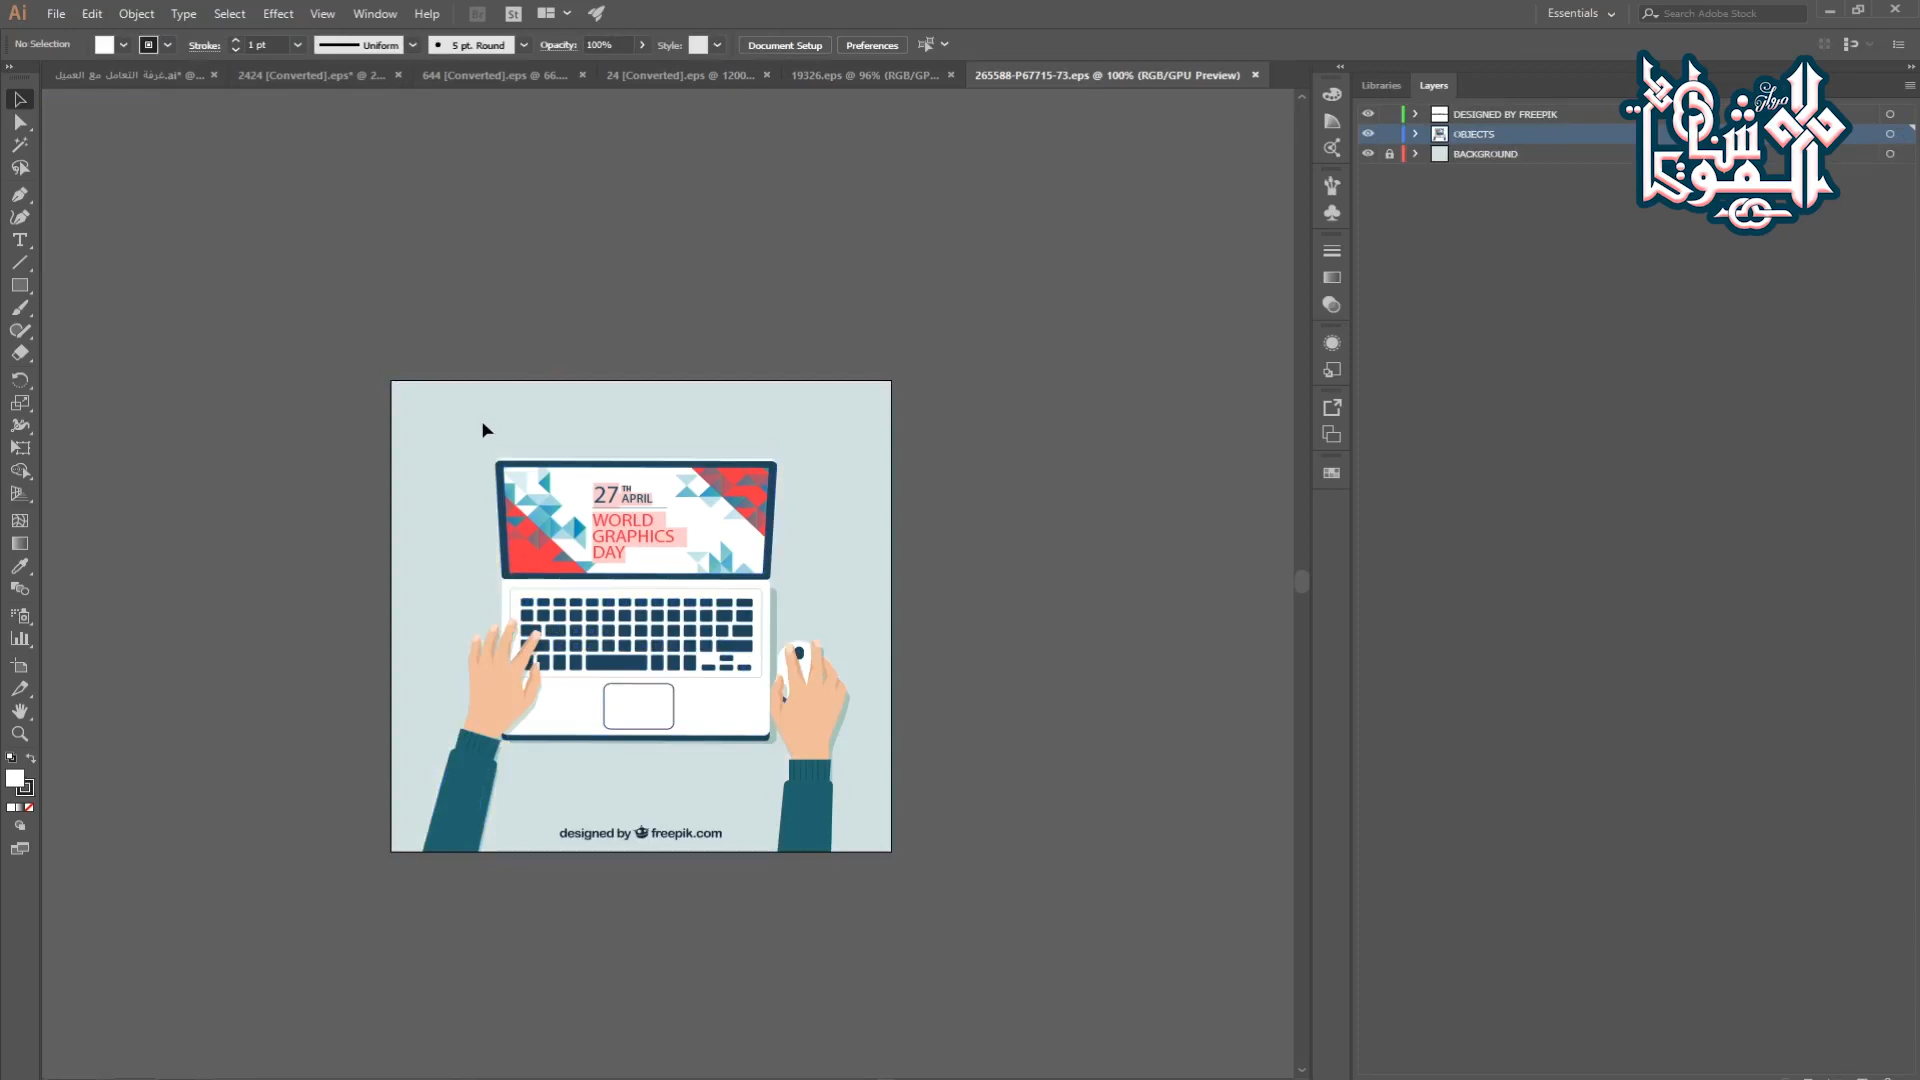 Ai File Edit Object Type Select Effect View Window Help Br St Essentials Search Adobe Stock
No Selection Stroke: 1 pt Uniform 5 pt. Round Opacity: 100% Style: Document Setup Preferences
غرفة التعامل مع العميل.ai* @... 2424 [Converted].eps* @ 2... 644 [Converted].eps @ 66.... 24 [Converted].eps @ 1200... 19326.eps @ 96% (RGB/GP... 265588-P67715-73.eps @ 100% (RGB/GPU Preview)
Libraries Layers
DESIGNED BY FREEPIK
OBJECTS
BACKGROUND
27 TH APRIL
WORLD
GRAPHICS
DAY
designed by freepik.com